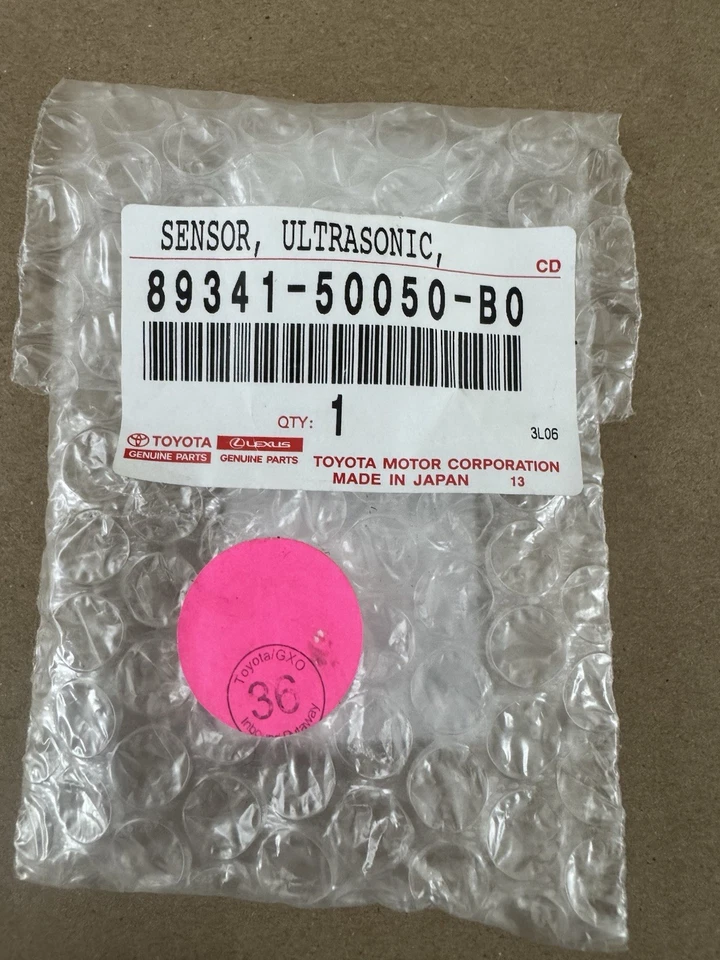 SENSOR, ULTRASONIC,
CD
89341-50050-B0
QTY: 1
3L06
TOYOTA LEXUS
GENUINE PARTS GENUINE PARTS
TOYOTA MOTOR CORPORATION
MADE IN JAPAN 13
Toyota/GXO
36